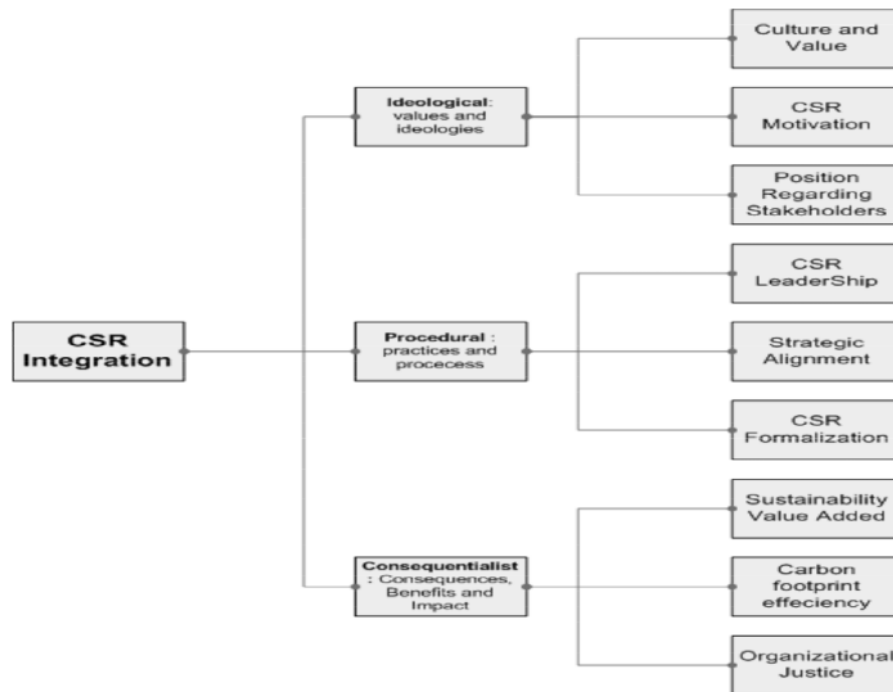 Culture and
Value
Ideological:
values and
ideologies
CSR
Motivation
Position
Regarding
Stakeholders
CSR
LeaderShip
CSR
Integration
Procedural :
practices and
procecess
Strategic
Alignment
CSR
Formalization
Sustainability
Value Added
Consequentialist
: Consequences,
Benefits and
Impact
Carbon
footprint
effeciency
Organizational
Justice